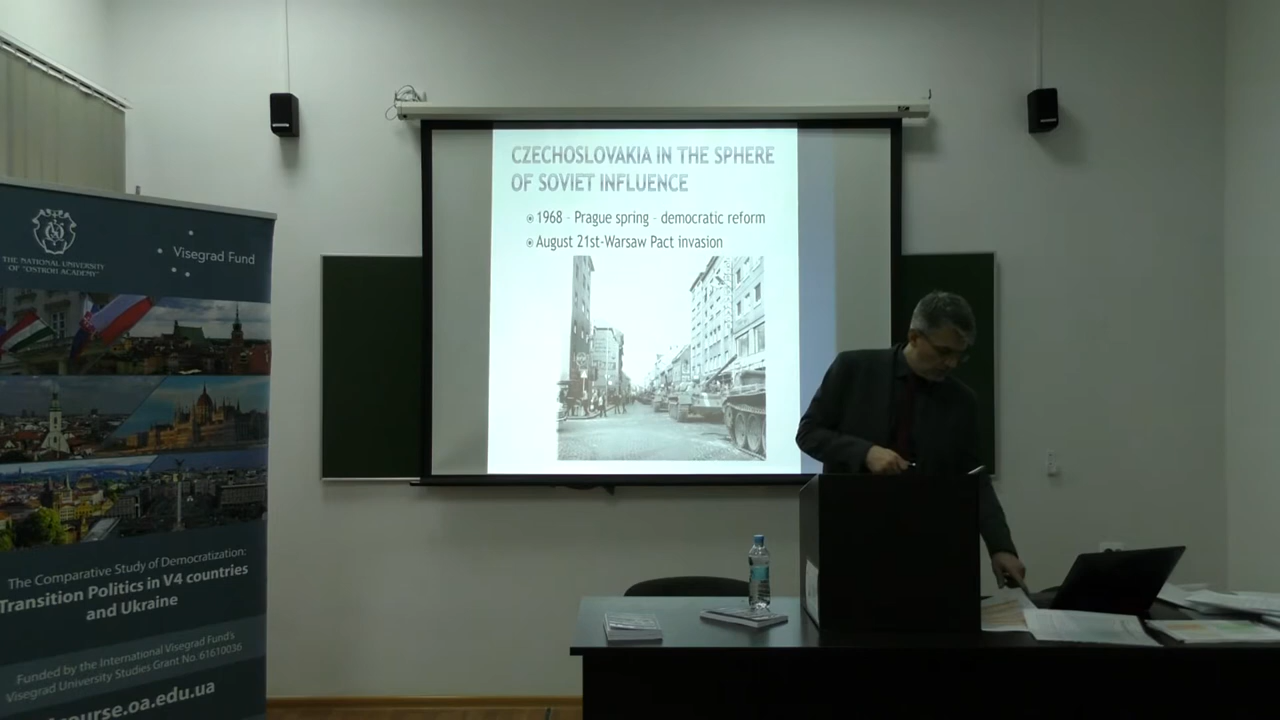 THE NATIONAL UNIVERSITY
OF "OSTROH ACADEMY"
Visegrad Fund
The Comparative Study of Democratization:
Transition Politics in V4 countries
and Ukraine
Funded by the International Visegrad Fund's
Visegrad University Studies Grant No. 61610036
course.oa.edu.ua
CZECHOSLOVAKIA IN THE SPHERE
OF SOVIET INFLUENCE
1968 - Prague spring - democratic reform
August 21st-Warsaw Pact invasion